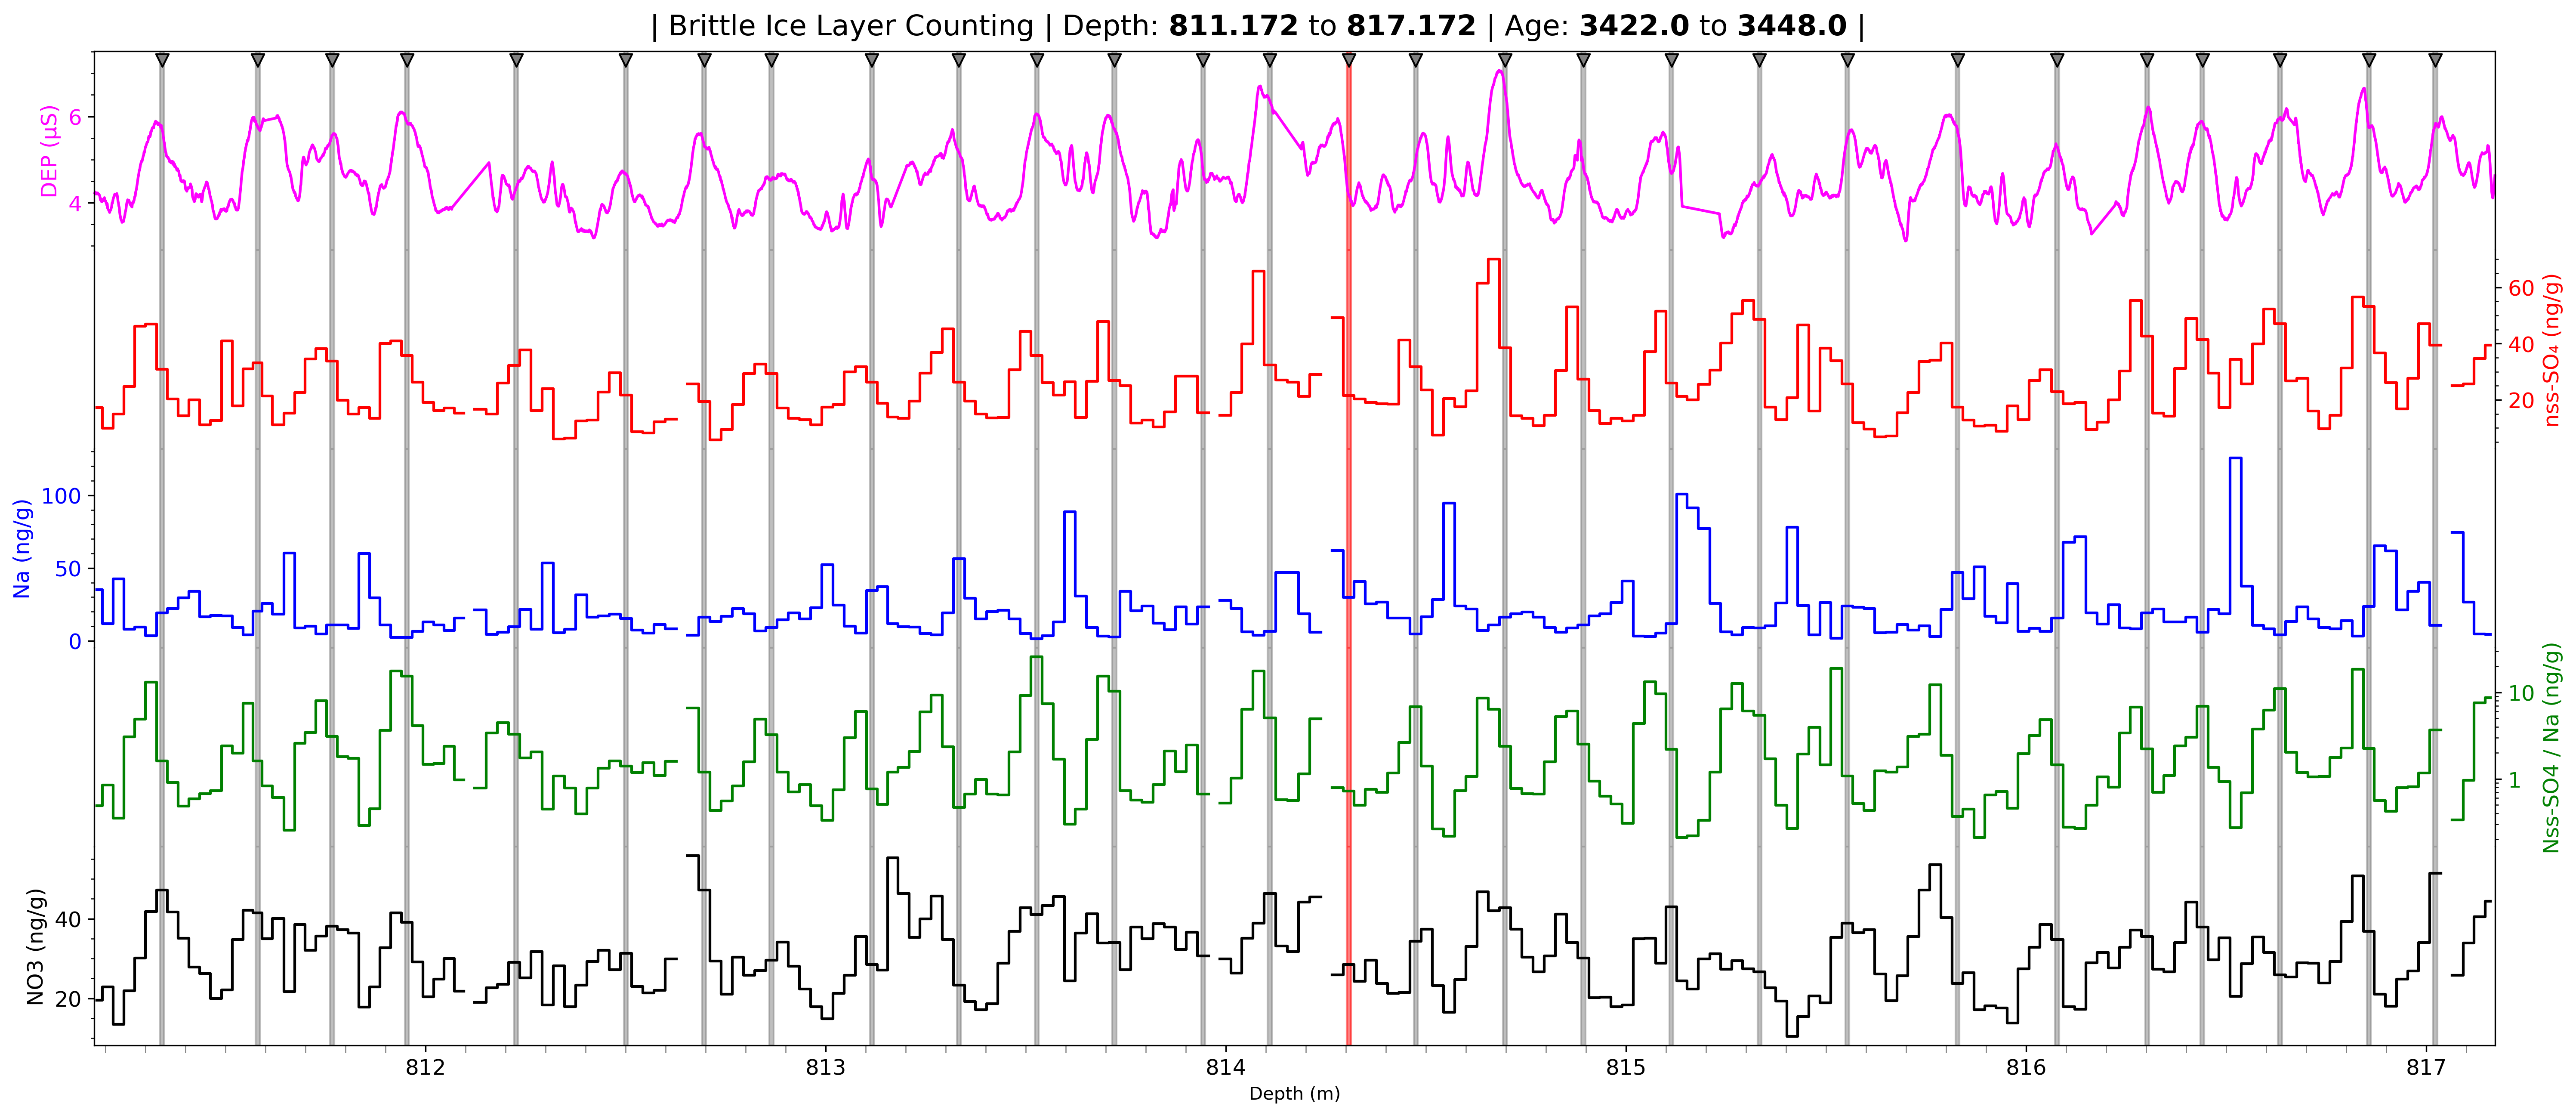 | Brittle Ice Layer Counting | Depth: 811.172 to 817.172 | Age: 3422.0 to 3448.0 |
DEP (μS)
6
4
nss-SO₄ (ng/g)
60
40
20
Na (ng/g)
100
50
0
Nss-SO4 / Na (ng/g)
10
1
NO3 (ng/g)
40
20
812 813 814 815 816 817
Depth (m)